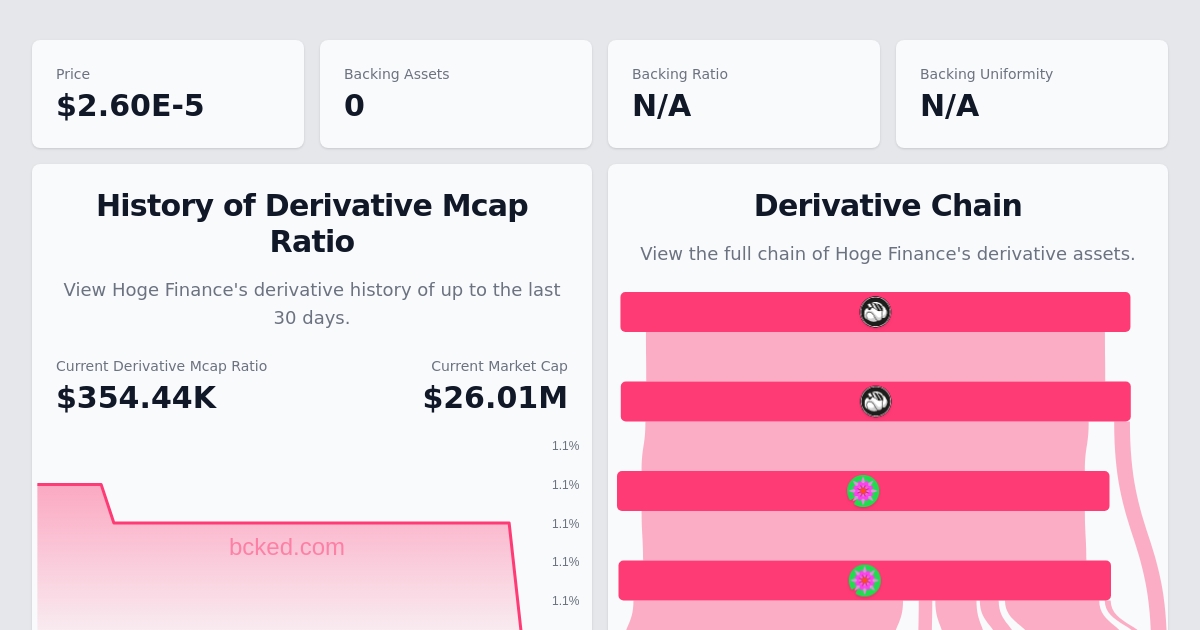 Price
$2.60E-5
Backing Assets
0
Backing Ratio
N/A
Backing Uniformity
N/A
History of Derivative Mcap
Ratio
View Hoge Finance's derivative history of up to the last
30 days.
Current Derivative Mcap Ratio
$354.44K
Current Market Cap
$26.01M
1.1%
1.1%
1.1%
1.1%
1.1%
bcked.com
Derivative Chain
View the full chain of Hoge Finance's derivative assets.